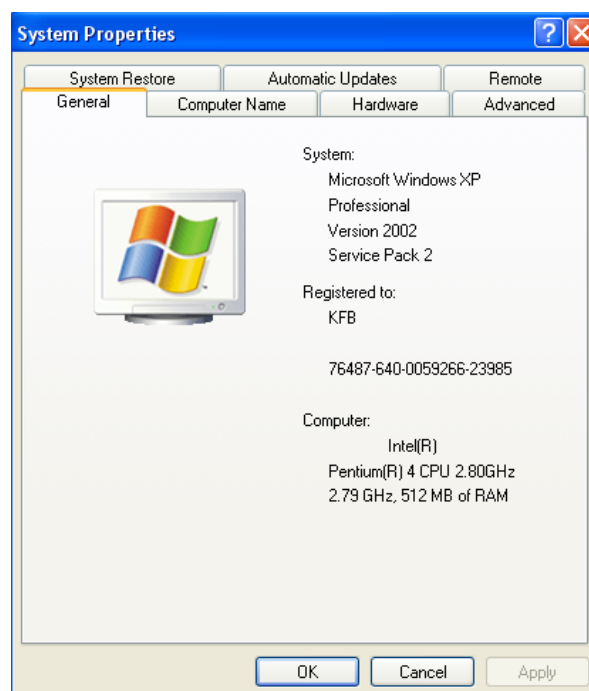 System Properties
System Restore Automatic Updates Remote
General Computer Name Hardware Advanced
System:
Microsoft Windows XP
Professional
Version 2002
Service Pack 2
Registered to:
KFB
76487-640-0059266-23985
Computer:
Intel(R)
Pentium(R) 4 CPU 2.80GHz
2.79 GHz, 512 MB of RAM
OK Cancel Apply